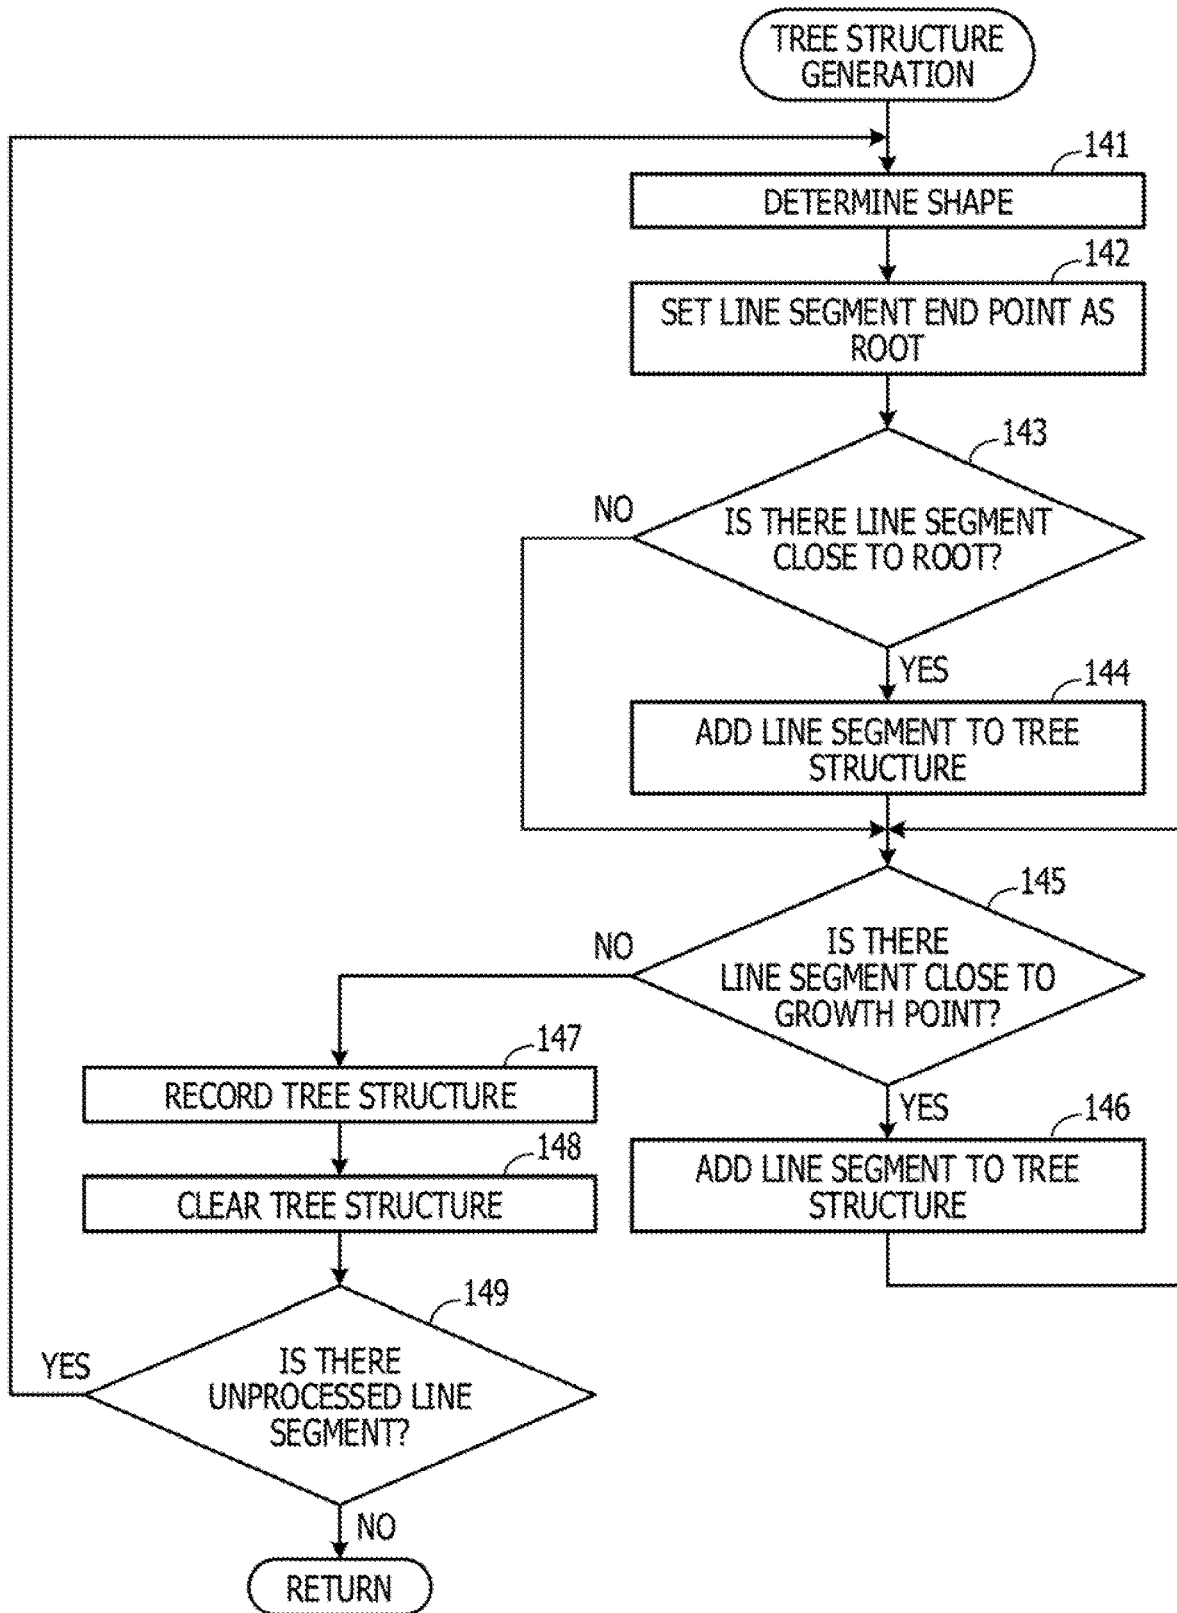 TREE STRUCTURE
GENERATION
141
DETERMINE SHAPE
142
SET LINE SEGMENT END POINT AS
ROOT
143
NO
IS THERE LINE SEGMENT
CLOSE TO ROOT?
YES
144
ADD LINE SEGMENT TO TREE
STRUCTURE
145
NO
IS THERE
LINE SEGMENT CLOSE TO
GROWTH POINT?
YES
146
ADD LINE SEGMENT TO TREE
STRUCTURE
147
RECORD TREE STRUCTURE
148
CLEAR TREE STRUCTURE
149
YES
IS THERE
UNPROCESSED LINE
SEGMENT?
NO
RETURN